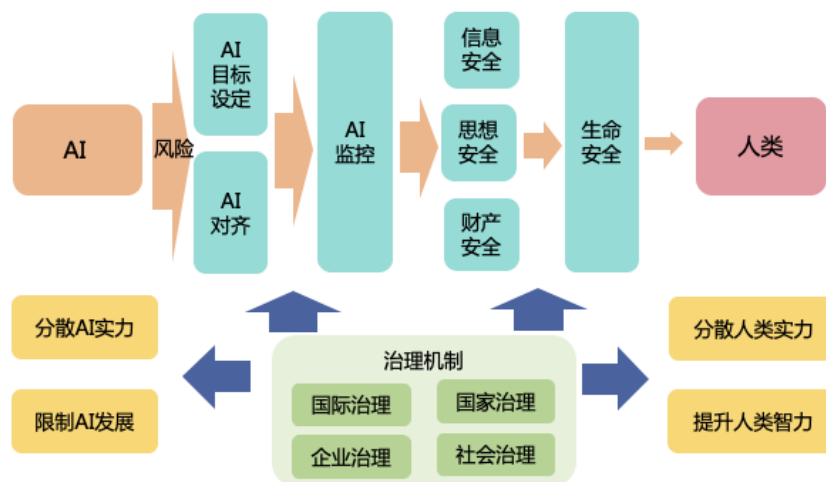 AI
风险
AI
目标
设定
AI
对齐
AI
监控
信息
安全
思想
安全
财产
安全
生命
安全
人类
分散AI实力
限制AI发展
治理机制
国际治理
国家治理
企业治理
社会治理
分散人类实力
提升人类智力